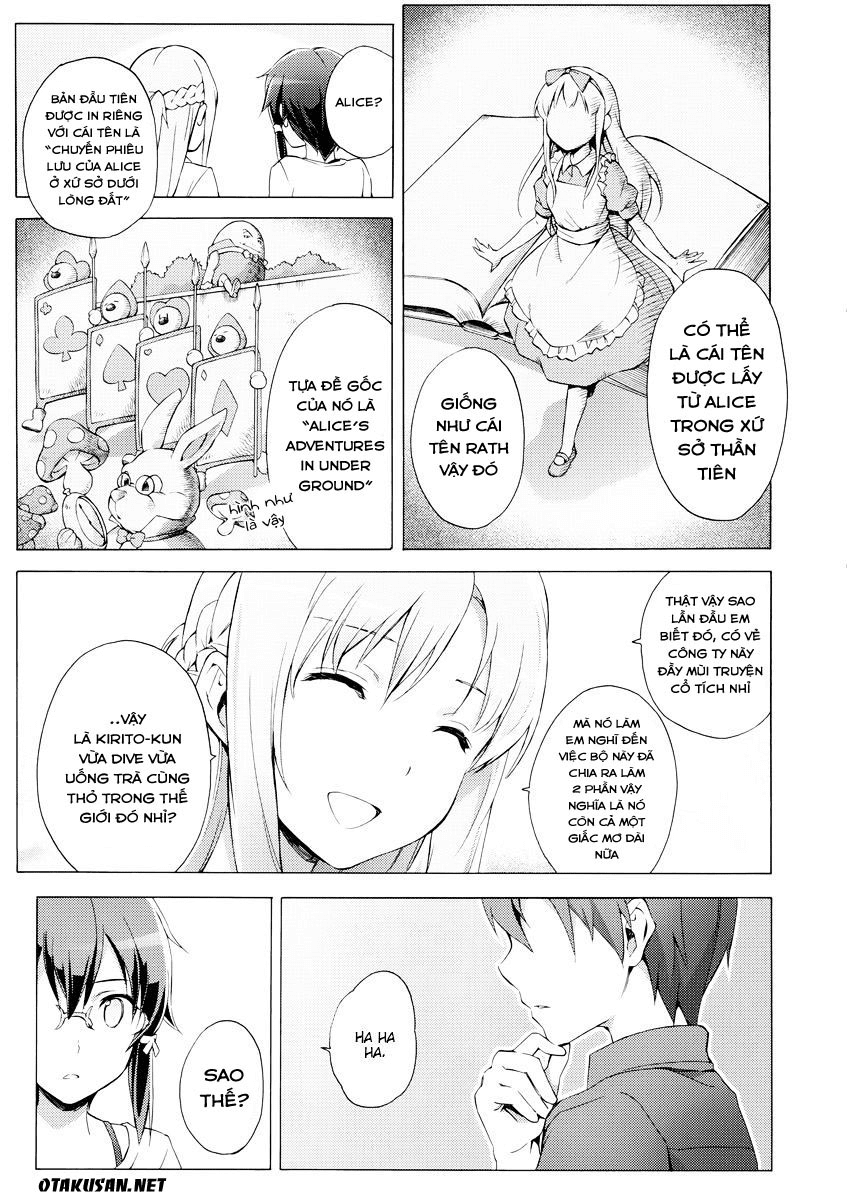 CÓ THỂ
LÀ CÁI TÊN
ĐƯỢC LẤY
TỪ ALICE
TRONG XỨ
SỞ THẦN
TIÊN
GIỐNG
NHƯ CÁI
TÊN RATH
VẬY ĐÓ
ALICE?
BẢN ĐẦU TIÊN
ĐƯỢC IN RIÊNG
VỚI CÁI TÊN LÀ
"CHUYẾN PHIÊU
LƯU CỦA ALICE
Ở XỨ SỞ DƯỚI
LÒNG ĐẤT"
TỰA ĐỀ GỐC
CỦA NÓ LÀ
"ALICE'S
ADVENTURES
IN UNDER
GROUND"
hình như
là vậy
THẬT VẬY SAO
LẦN ĐẦU EM
BIẾT ĐÓ, CÓ VẺ
CÔNG TY NÀY
ĐẦY MÙI TRUYỆN
CỔ TÍCH NHỈ
MÀ NÓ LÀM
EM NGHĨ ĐẾN
VIỆC BỘ NÀY ĐÃ
CHIA RA LÀM
2 PHẦN VẬY
NGHĨA LÀ NÓ
CÒN CẢ MỘT
GIẤC MƠ DÀI
NỮA
..VẬY
LÀ KIRITO-KUN
VỪA DIVE VỪA
UỐNG TRÀ CÙNG
THỎ TRONG THẾ
GIỚI ĐÓ NHỈ?
HA HA
HA.
SAO
THẾ?
OTAKUSAN.NET